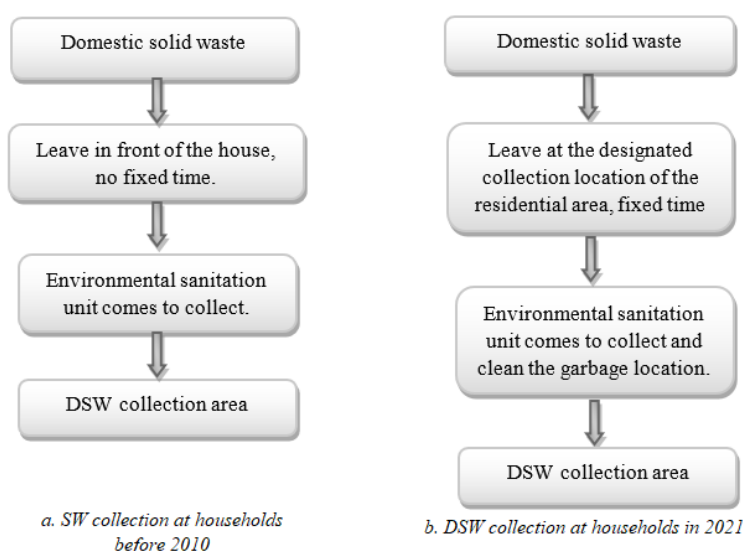 Domestic solid waste
Leave in front of the house,
no fixed time.
Environmental sanitation
unit comes to collect.
DSW collection area
a. SW collection at households
before 2010
Domestic solid waste
Leave at the designated
collection location of the
residential area, fixed time
Environmental sanitation
unit comes to collect and
clean the garbage location.
DSW collection area
b. DSW collection at households in 2021